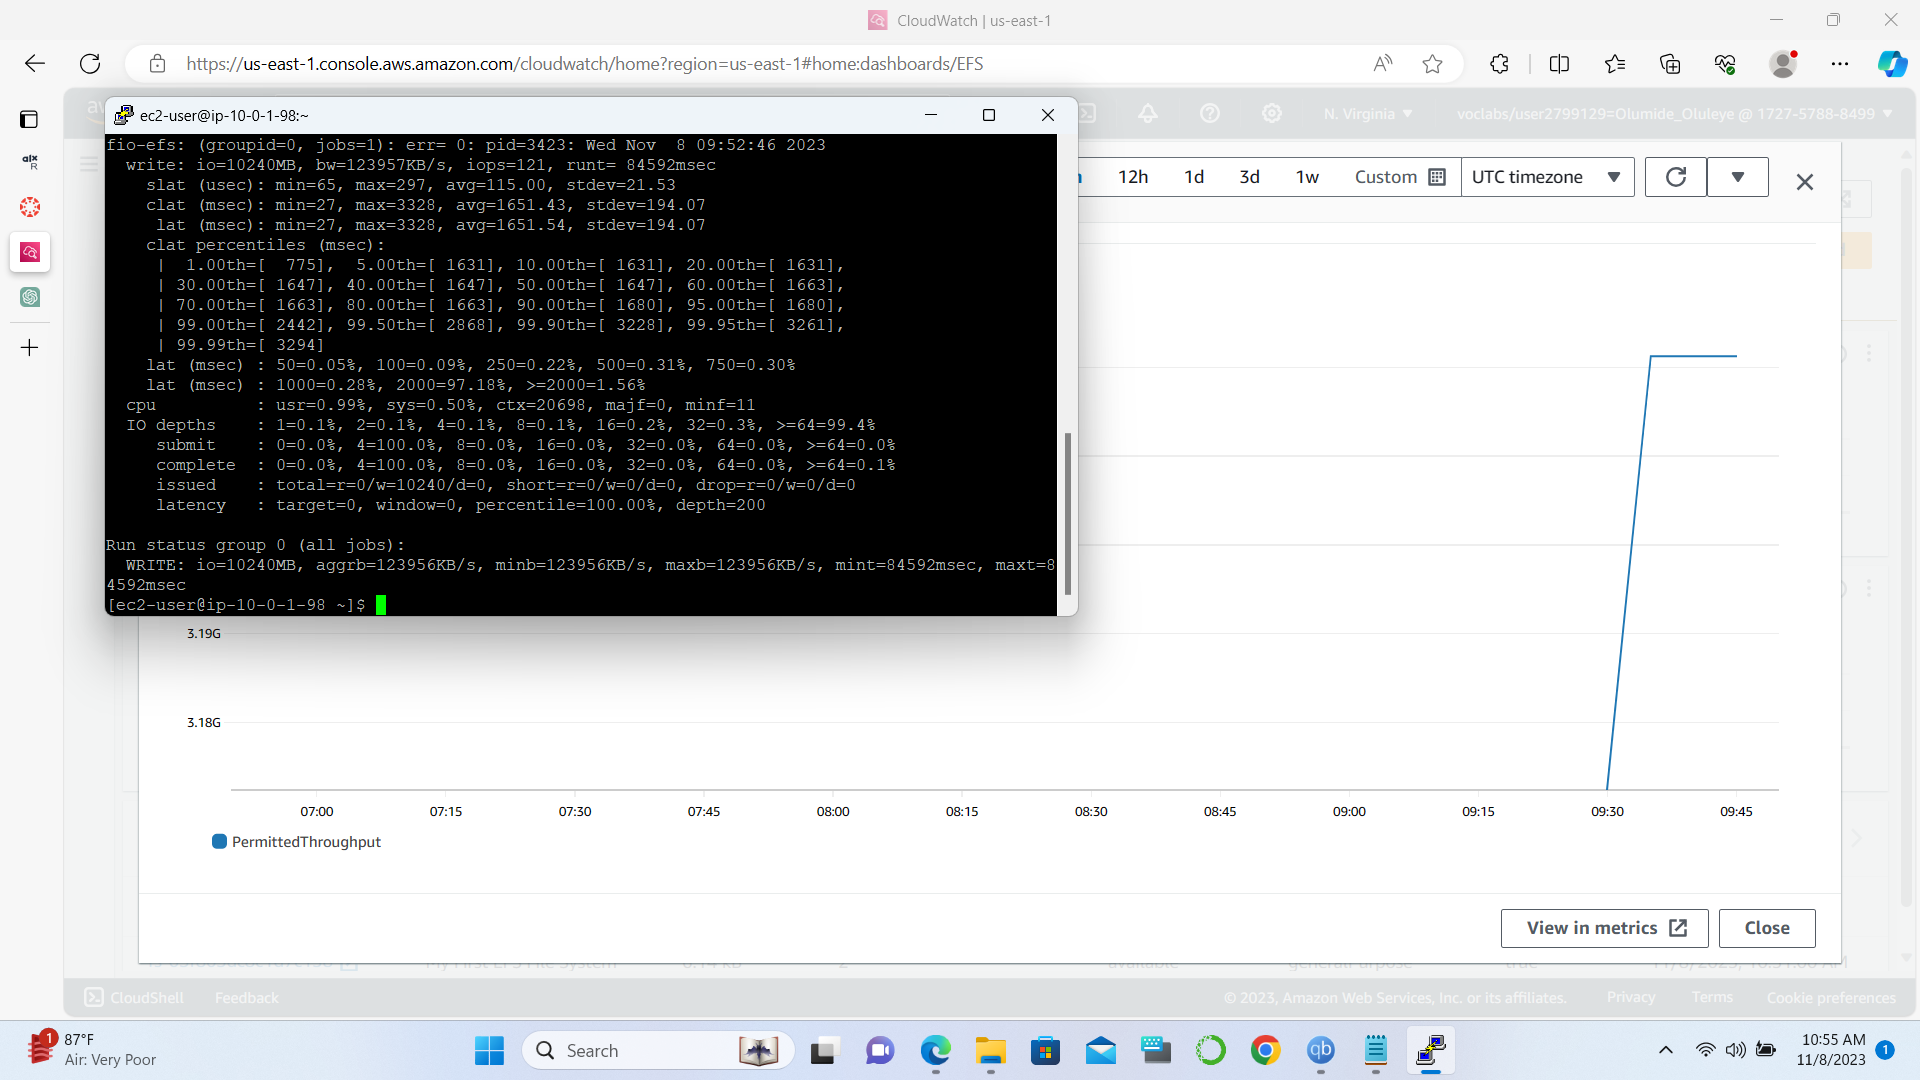 CloudWatch | us-east-1
https://us-east-1.console.aws.amazon.com/cloudwatch/home?region=us-east-1#home:dashboards/EFS
ec2-user@ip-10-0-1-98:~
N. Virginia
voclabs/user2799129=Olumide_Oluleye @ 1727-5788-8499
fio-efs: (groupid=0, jobs=1): err= 0: pid=3423: Wed Nov  8 09:52:46 2023
  write: io=10240MB, bw=123957KB/s, iops=121, runt= 84592msec
    slat (usec): min=65, max=297, avg=115.00, stdev=21.53
    clat (msec): min=27, max=3328, avg=1651.43, stdev=194.07
     lat (msec): min=27, max=3328, avg=1651.54, stdev=194.07
    clat percentiles (msec):
     |  1.00th=[  775],  5.00th=[ 1631], 10.00th=[ 1631], 20.00th=[ 1631],
     | 30.00th=[ 1647], 40.00th=[ 1647], 50.00th=[ 1647], 60.00th=[ 1663],
     | 70.00th=[ 1663], 80.00th=[ 1663], 90.00th=[ 1680], 95.00th=[ 1680],
     | 99.00th=[ 2442], 99.50th=[ 2868], 99.90th=[ 3228], 99.95th=[ 3261],
     | 99.99th=[ 3294]
    lat (msec) : 50=0.05%, 100=0.09%, 250=0.22%, 500=0.31%, 750=0.30%
    lat (msec) : 1000=0.28%, 2000=97.18%, >=2000=1.56%
  cpu          : usr=0.99%, sys=0.50%, ctx=20698, majf=0, minf=11
  IO depths    : 1=0.1%, 2=0.1%, 4=0.1%, 8=0.1%, 16=0.2%, 32=0.3%, >=64=99.4%
     submit    : 0=0.0%, 4=100.0%, 8=0.0%, 16=0.0%, 32=0.0%, 64=0.0%, >=64=0.0%
     complete  : 0=0.0%, 4=100.0%, 8=0.0%, 16=0.0%, 32=0.0%, 64=0.0%, >=64=0.1%
     issued    : total=r=0/w=10240/d=0, short=r=0/w=0/d=0, drop=r=0/w=0/d=0
     latency   : target=0, window=0, percentile=100.00%, depth=200
Run status group 0 (all jobs):
  WRITE: io=10240MB, aggrb=123956KB/s, minb=123956KB/s, maxb=123956KB/s, mint=84592msec, maxt=8
4592msec
[ec2-user@ip-10-0-1-98 ~]$
12h 1d 3d 1w Custom UTC timezone
3.19G
3.18G
07:00 07:15 07:30 07:45 08:00 08:15 08:30 08:45 09:00 09:15 09:30 09:45
PermittedThroughput
View in metrics Close
CloudShell Feedback © 2023, Amazon Web Services, Inc. or its affiliates. Privacy Terms Cookie preferences
1
87°F
Air: Very Poor
Search
qb
10:55 AM
11/8/2023
1